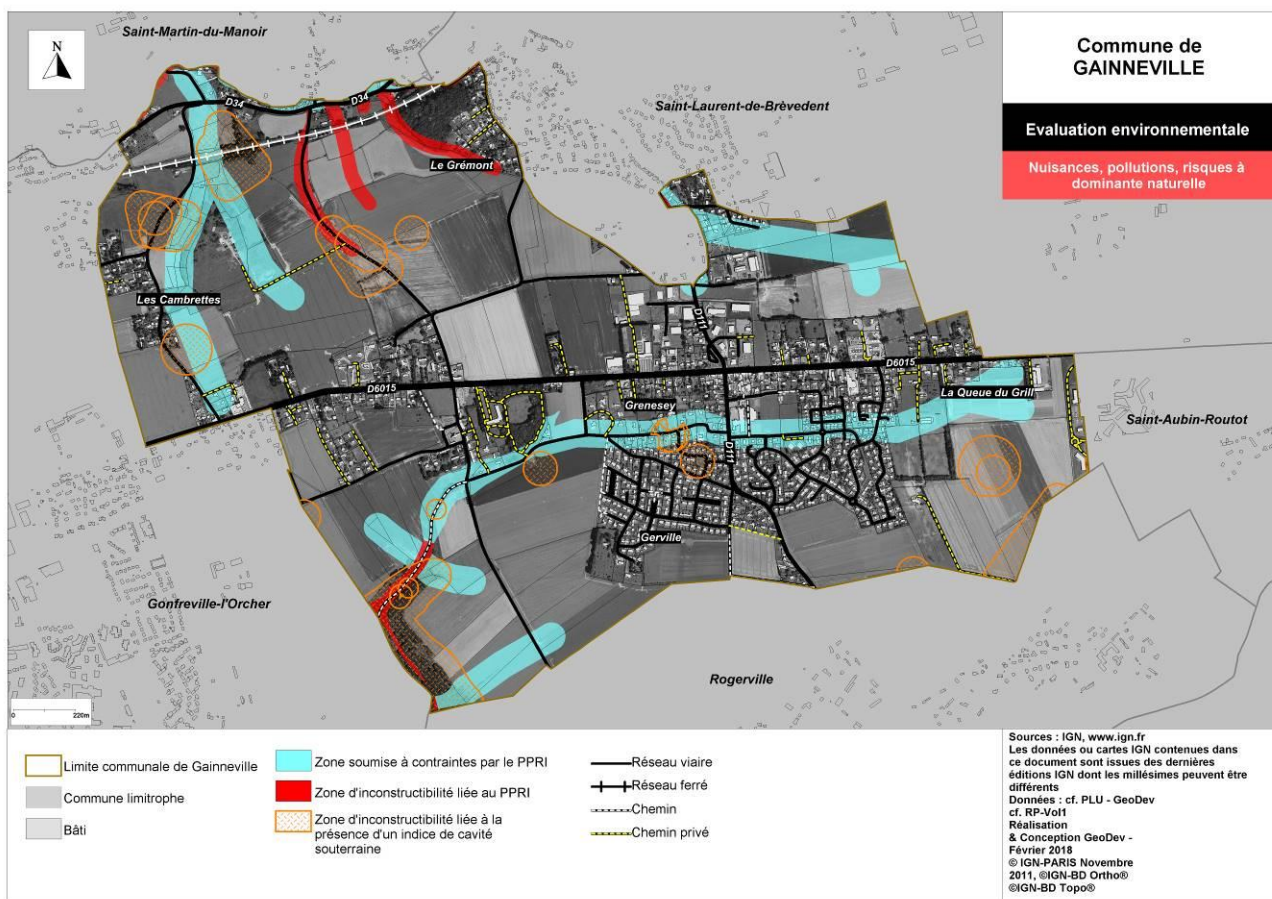 Saint-Martin-du-Manoir
N
D34
D34
Saint-Laurent-de-Brèvedent
Le Grémont
Les Cambrettes
D111
D6015
D6015
Grenesey
La Queue du Grill
Saint-Aubin-Routot
D111
Gerville
Gonfreville-l'Orcher
Rogerville
0 220m
Commune de
GAINNEVILLE
Evaluation environnementale
Nuisances, pollutions, risques à
dominante naturelle
Limite communale de Gainneville
Commune limitrophe
Bâti
Zone soumise à contraintes par le PPRI
Zone d'inconstructibilité liée au PPRI
Zone d'inconstructibilité liée à la
présence d'un indice de cavité
souterraine
Réseau viaire
Réseau ferré
Chemin
Chemin privé
Sources : IGN, www.ign.fr
Les données ou cartes IGN contenues dans
ce document sont issues des dernières
éditions IGN dont les millésimes peuvent être
différents
Données : cf. PLU - GeoDev
cf. RP-Vol1
Réalisation
& Conception GeoDev -
Février 2018
© IGN-PARIS Novembre
2011, ©IGN-BD Ortho®
©IGN-BD Topo®